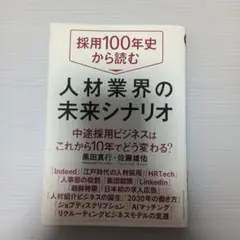 採用100年史
から読む
人材業界の
未来シナリオ
中途採用ビジネスは
これから10年でどう変わる?
黒田真行・佐藤雄佑
「Indeed」「江戸時代の人材斡旋」「HRTech」
「人事部の役割」「集団就職」「LinkedIn」
「戦時特需」「日本初の求人広告」
「人材紹介ビジネスの誕生」「2030年の働き方」
「ジョブディスクリプション」「AIマッチング」
「リクルーティングビジネスモデルの変遷」